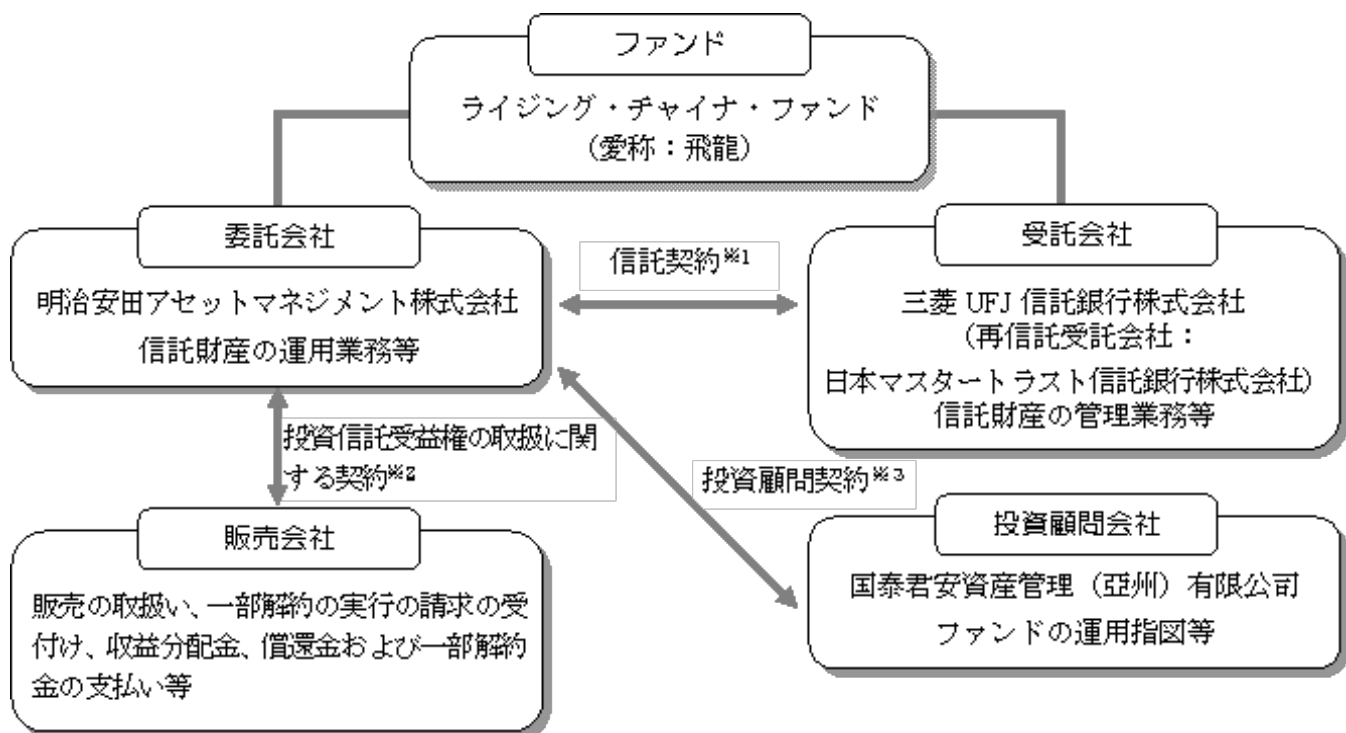 ファンド
ライジング・チャイナ・ファンド
(愛称：飛龍)
委託会社
明治安田アセットマネジメント株式会社
信託財産の運用業務等
信託契約※1
受託会社
三菱 UFJ 信託銀行株式会社
(再信託受託会社：
日本マスタートラスト信託銀行株式会社)
信託財産の管理業務等
投資信託受益権の取扱に関
する契約※2
投資顧問契約※3
販売会社
販売の取扱い、一部解約の実行の請求の受
付け、収益分配金、償還金および一部解約
金の支払い等
投資顧問会社
国泰君安資産管理（亞州）有限公司
ファンドの運用指図等